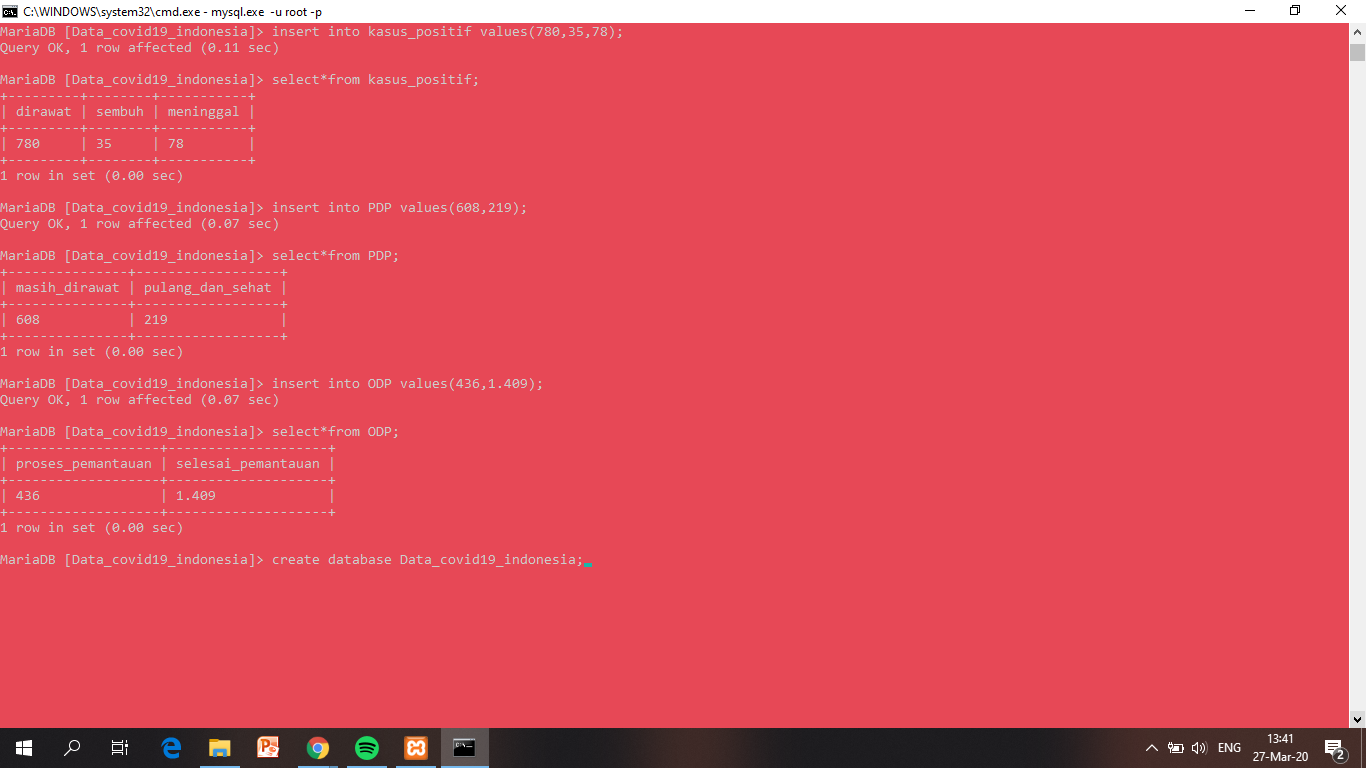 C:\WINDOWS\system32\cmd.exe - mysql.exe -u root -p
MariaDB [Data_covid19_indonesia]> insert into kasus_positif values(780,35,78);
Query OK, 1 row affected (0.11 sec)
MariaDB [Data_covid19_indonesia]> select*from kasus_positif;
+---------+--------+-----------+
| dirawat | sembuh | meninggal |
+---------+--------+-----------+
| 780     | 35     | 78        |
+---------+--------+-----------+
1 row in set (0.00 sec)
MariaDB [Data_covid19_indonesia]> insert into PDP values(608,219);
Query OK, 1 row affected (0.07 sec)
MariaDB [Data_covid19_indonesia]> select*from PDP;
+---------------+------------------+
| masih_dirawat | pulang_dan_sehat |
+---------------+------------------+
| 608           | 219              |
+---------------+------------------+
1 row in set (0.00 sec)
MariaDB [Data_covid19_indonesia]> insert into ODP values(436,1.409);
Query OK, 1 row affected (0.07 sec)
MariaDB [Data_covid19_indonesia]> select*from ODP;
+-------------------+--------------------+
| proses_pemantauan | selesai_pemantauan |
+-------------------+--------------------+
| 436               | 1.409              |
+-------------------+--------------------+
1 row in set (0.00 sec)
MariaDB [Data_covid19_indonesia]> create database Data_covid19_indonesia;
ENG
13:41
27-Mar-20
2